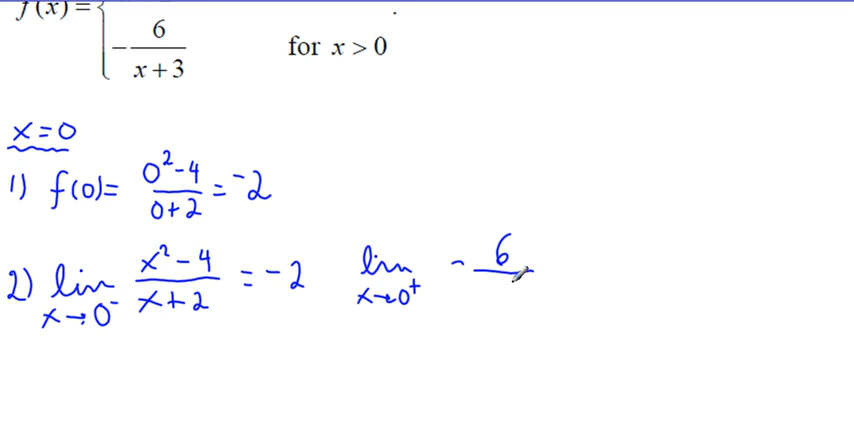 f(x) = {
-6/(x+3) for x > 0
x = 0
1) f(0) = (0² - 4)/(0 + 2) = -2
2) lim x→0⁻ (x² - 4)/(x + 2) = -2 lim x→0⁺ - 6/